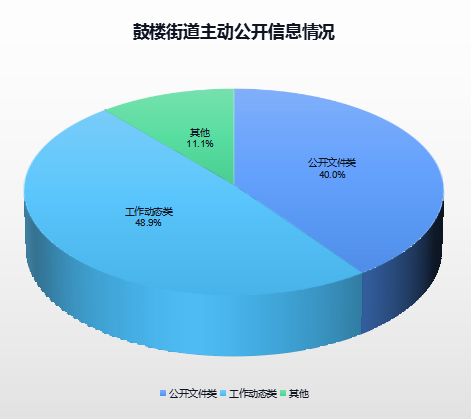 鼓楼街道主动公开信息情况
其他
11.1%
公开文件类
40.0%
工作动态类
48.9%
公开文件类 工作动态类 其他